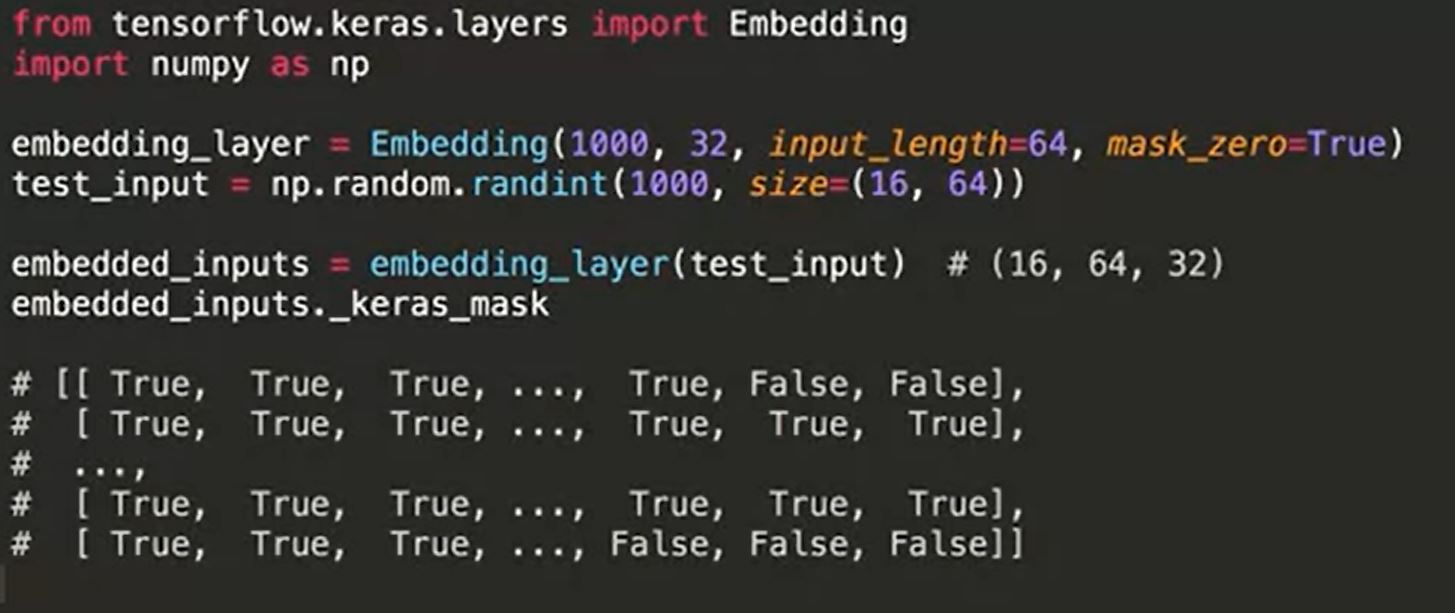 from tensorflow.keras.layers import Embedding
import numpy as np
embedding_layer = Embedding(1000, 32, input_length=64, mask_zero=True)
test_input = np.random.randint(1000, size=(16, 64))
embedded_inputs = embedding_layer(test_input)  # (16, 64, 32)
embedded_inputs._keras_mask
# [[ True,  True,  True, ...,  True, False, False],
#  [ True,  True,  True, ...,  True,  True,  True],
#  ...,
#  [ True,  True,  True, ...,  True,  True,  True],
#  [ True,  True,  True, ..., False, False, False]]